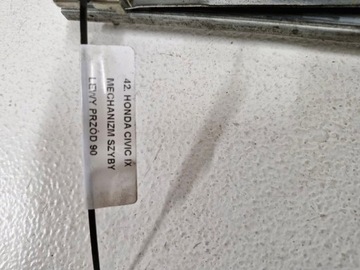 42. HONDA CIVIC IX
MECHANIZM SZYBY
LEWY PRZÓD 90